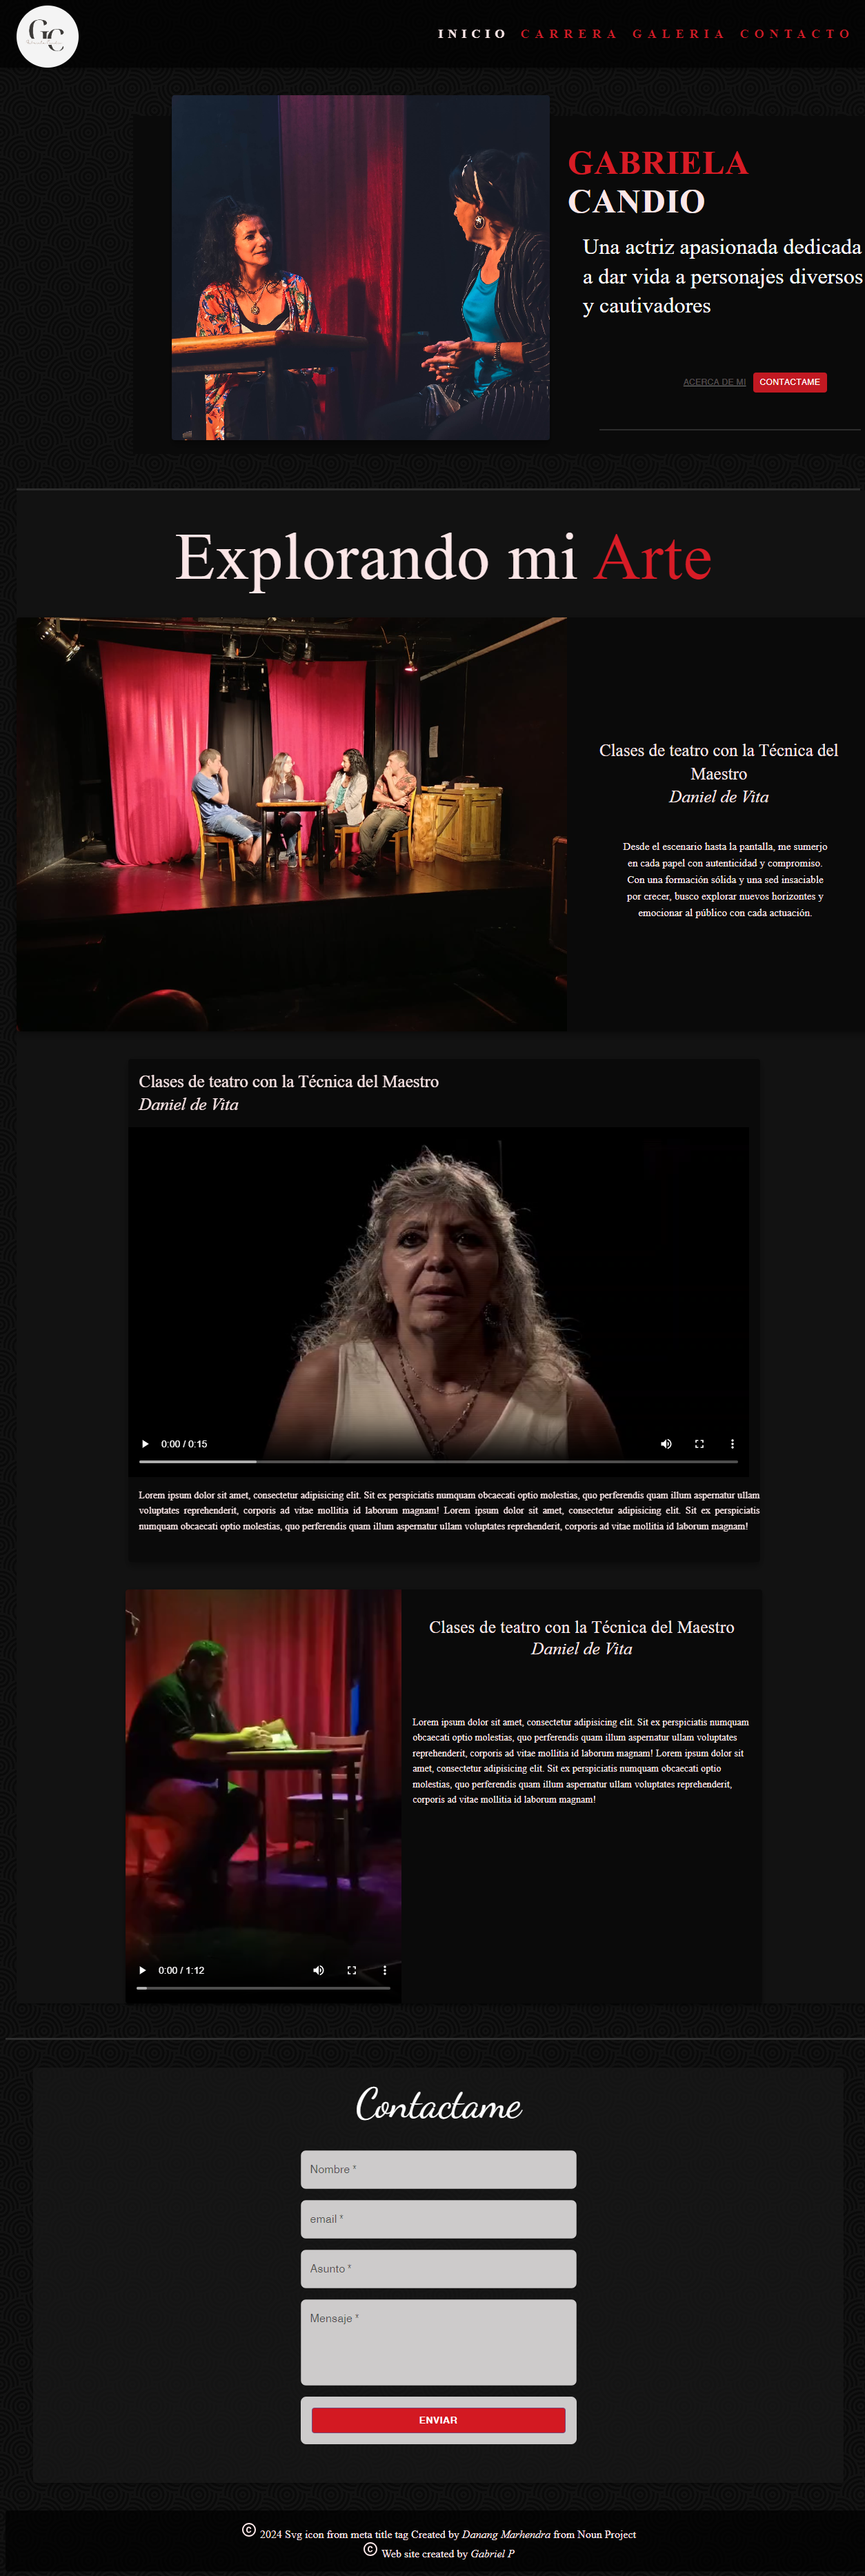 GC
INICIO CARRERA GALERIA CONTACTO
GABRIELA
CANDIO
Una actriz apasionada dedicada
a dar vida a personajes diversos
y cautivadores
ACERCA DE MI CONTACTAME
Explorando mi Arte
Clases de teatro con la Técnica del
Maestro
Daniel de Vita
Desde el escenario hasta la pantalla, me sumerjo
en cada papel con autenticidad y compromiso.
Con una formación sólida y una sed insaciable
por crecer, busco explorar nuevos horizontes y
emocionar al público con cada actuación.
Clases de teatro con la Técnica del Maestro
Daniel de Vita
0:00 / 0:15
Lorem ipsum dolor sit amet, consectetur adipisicing elit. Sit ex perspiciatis numquam obcaecati optio molestias, quo perferendis quam illum aspernatur ullam
voluptates reprehenderit, corporis ad vitae mollitia id laborum magnam! Lorem ipsum dolor sit amet, consectetur adipisicing elit. Sit ex perspiciatis
numquam obcaecati optio molestias, quo perferendis quam illum aspernatur ullam voluptates reprehenderit, corporis ad vitae mollitia id laborum magnam!
Clases de teatro con la Técnica del Maestro
Daniel de Vita
Lorem ipsum dolor sit amet, consectetur adipisicing elit. Sit ex perspiciatis numquam
obcaecati optio molestias, quo perferendis quam illum aspernatur ullam voluptates
reprehenderit, corporis ad vitae mollitia id laborum magnam! Lorem ipsum dolor sit
amet, consectetur adipisicing elit. Sit ex perspiciatis numquam obcaecati optio
molestias, quo perferendis quam illum aspernatur ullam voluptates reprehenderit,
corporis ad vitae mollitia id laborum magnam!
0:00 / 1:12
Contactame
Nombre *
email *
Asunto *
Mensaje *
ENVIAR
© 2024 Svg icon from meta title tag Created by Danang Marhendra from Noun Project
© Web site created by Gabriel P